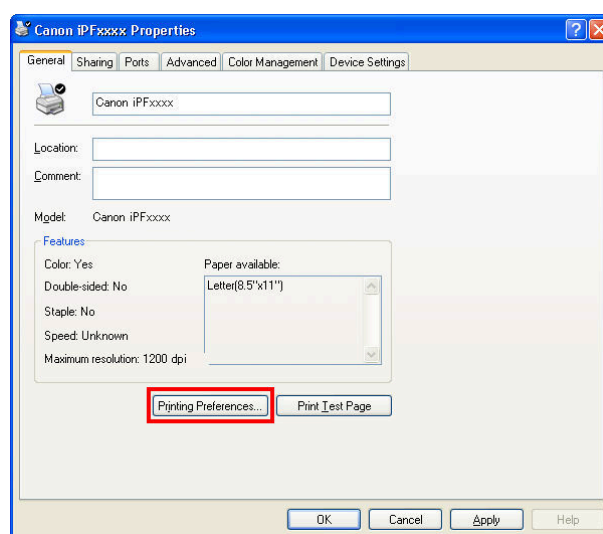 Canon iPFxxxx Properties
General Sharing Ports Advanced Color Management Device Settings
Canon iPFxxxx
Location:
Comment:
Model: Canon iPFxxxx
Features
Color: Yes Paper available:
Double-sided: No Letter(8.5"x11")
Staple: No
Speed: Unknown
Maximum resolution: 1200 dpi
Printing Preferences... Print Test Page
OK Cancel Apply Help